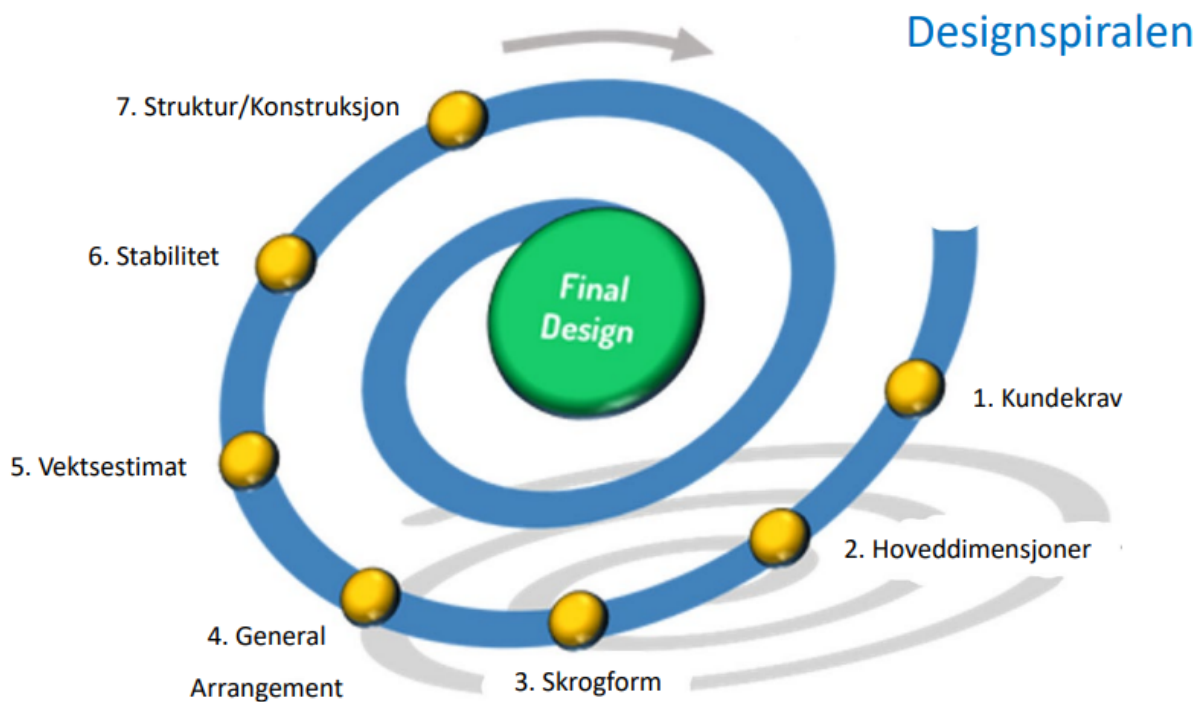 Designspiralen
7. Struktur/Konstruksjon
6. Stabilitet
Final
Design
1. Kundekrav
5. Vektsestimat
2. Hoveddimensjoner
4. General
Arrangement
3. Skrogform